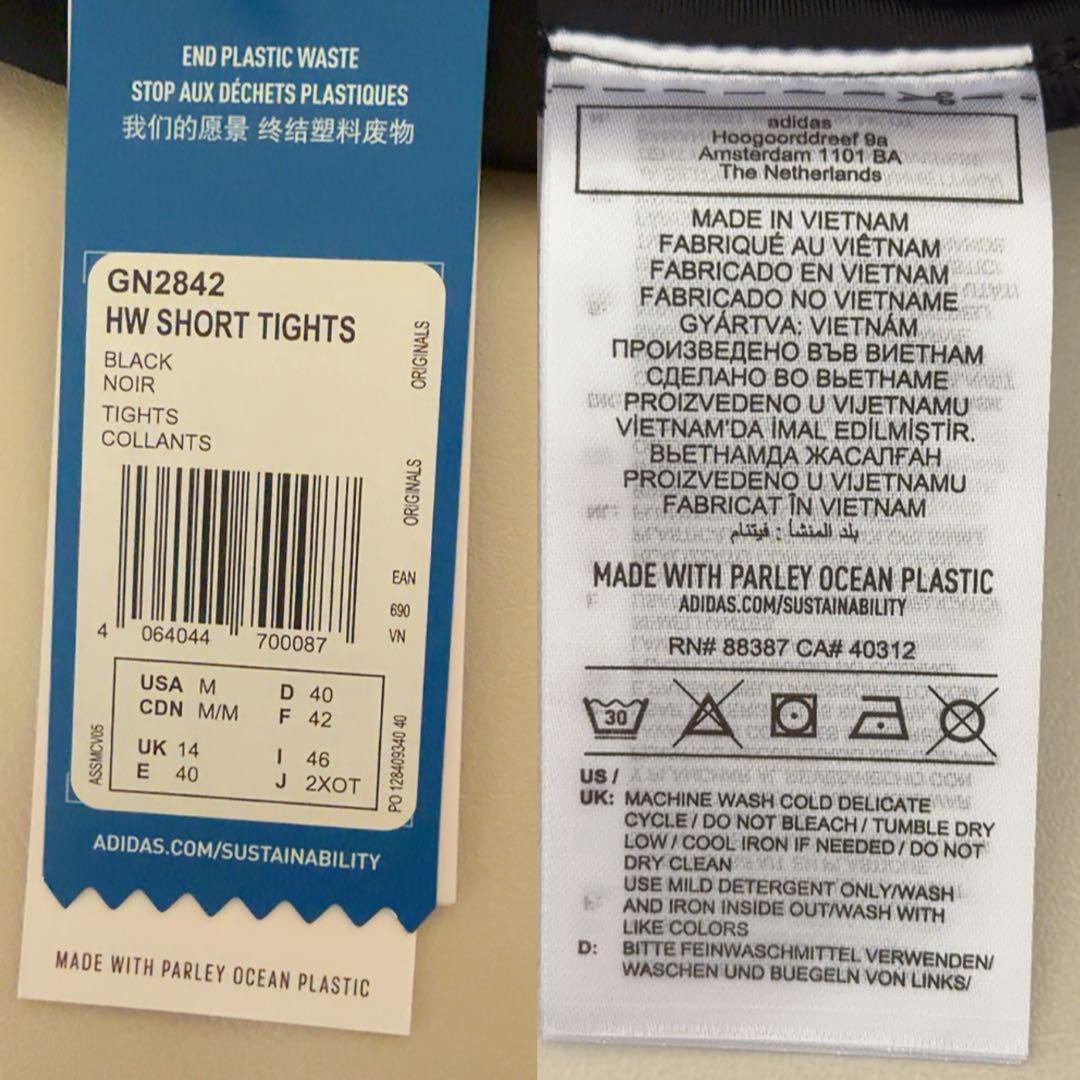 END PLASTIC WASTE
STOP AUX DÉCHETS PLASTIQUES
我们的愿景 终结塑料废物
GN2842
HW SHORT TIGHTS
BLACK
NOIR
TIGHTS
COLLANTS
ORIGINALS
ORIGINALS
EAN
690
VN
4 064044 700087
USA M D 40
CDN M/M F 42
UK 14 I 46
E 40 J 2XOT
ASSMCV05
PO 128409340 40
ADIDAS.COM/SUSTAINABILITY
MADE WITH PARLEY OCEAN PLASTIC
adidas
Hoogoorddreef 9a
Amsterdam 1101 BA
The Netherlands
MADE IN VIETNAM
FABRIQUÉ AU VIÊTNAM
FABRICADO EN VIETNAM
FABRICADO NO VIETNAME
GYÁRTVA: VIETNÁM
ПРОИЗВЕДЕНО ВЪВ ВИЕТНАМ
СДЕЛАНО ВО ВЬЕТНАМЕ
PROIZVEDENO U VIJETNAMU
VİETNAM'DA İMAL EDİLMİŞTİR.
ВЬЕТНАМДА ЖАСАЛҒАН
PROIZVEDENO U VIJETNAMU
FABRICAT ÎN VIETNAM
بلد المنشأ : فيتنام
MADE WITH PARLEY OCEAN PLASTIC
ADIDAS.COM/SUSTAINABILITY
RN# 88387 CA# 40312
30
US /
UK: MACHINE WASH COLD DELICATE
CYCLE / DO NOT BLEACH / TUMBLE DRY
LOW / COOL IRON IF NEEDED / DO NOT
DRY CLEAN
USE MILD DETERGENT ONLY/WASH
AND IRON INSIDE OUT/WASH WITH
LIKE COLORS
D: BITTE FEINWASCHMITTEL VERWENDEN/
WASCHEN UND BUEGELN VON LINKS/